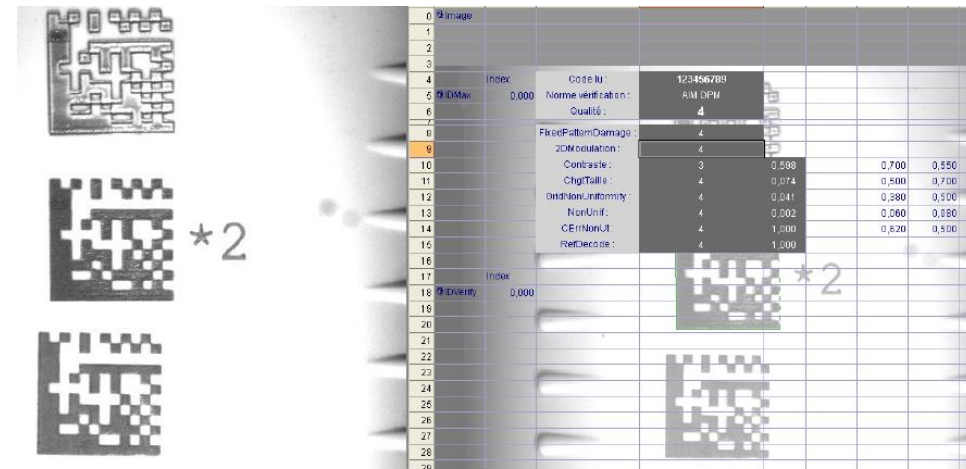 *2
0 Image
1
2
3
4 Index Code lu : 123456789
5 IDMax 0,000 Norme vérification : AIM DPM
6 Qualité : 4
7
8 FixedPatternDamage : 4
9 2DModulation : 4
10 Contraste : 3 0,598 0,700 0,550
11 ChgtTaille : 4 0,074 0,500 0,700
12 GridNonUniformity : 4 0,041 0,380 0,500
13 NonUnif : 4 0,002 0,060 0,080
14 CErrNonUt : 4 1,000 0,620 0,500
15 RefDecode : 4 1,000
16
17 Index
*2
18 IDVerify 0,000
19
20
21
22
23
24
25
26
27
28
29